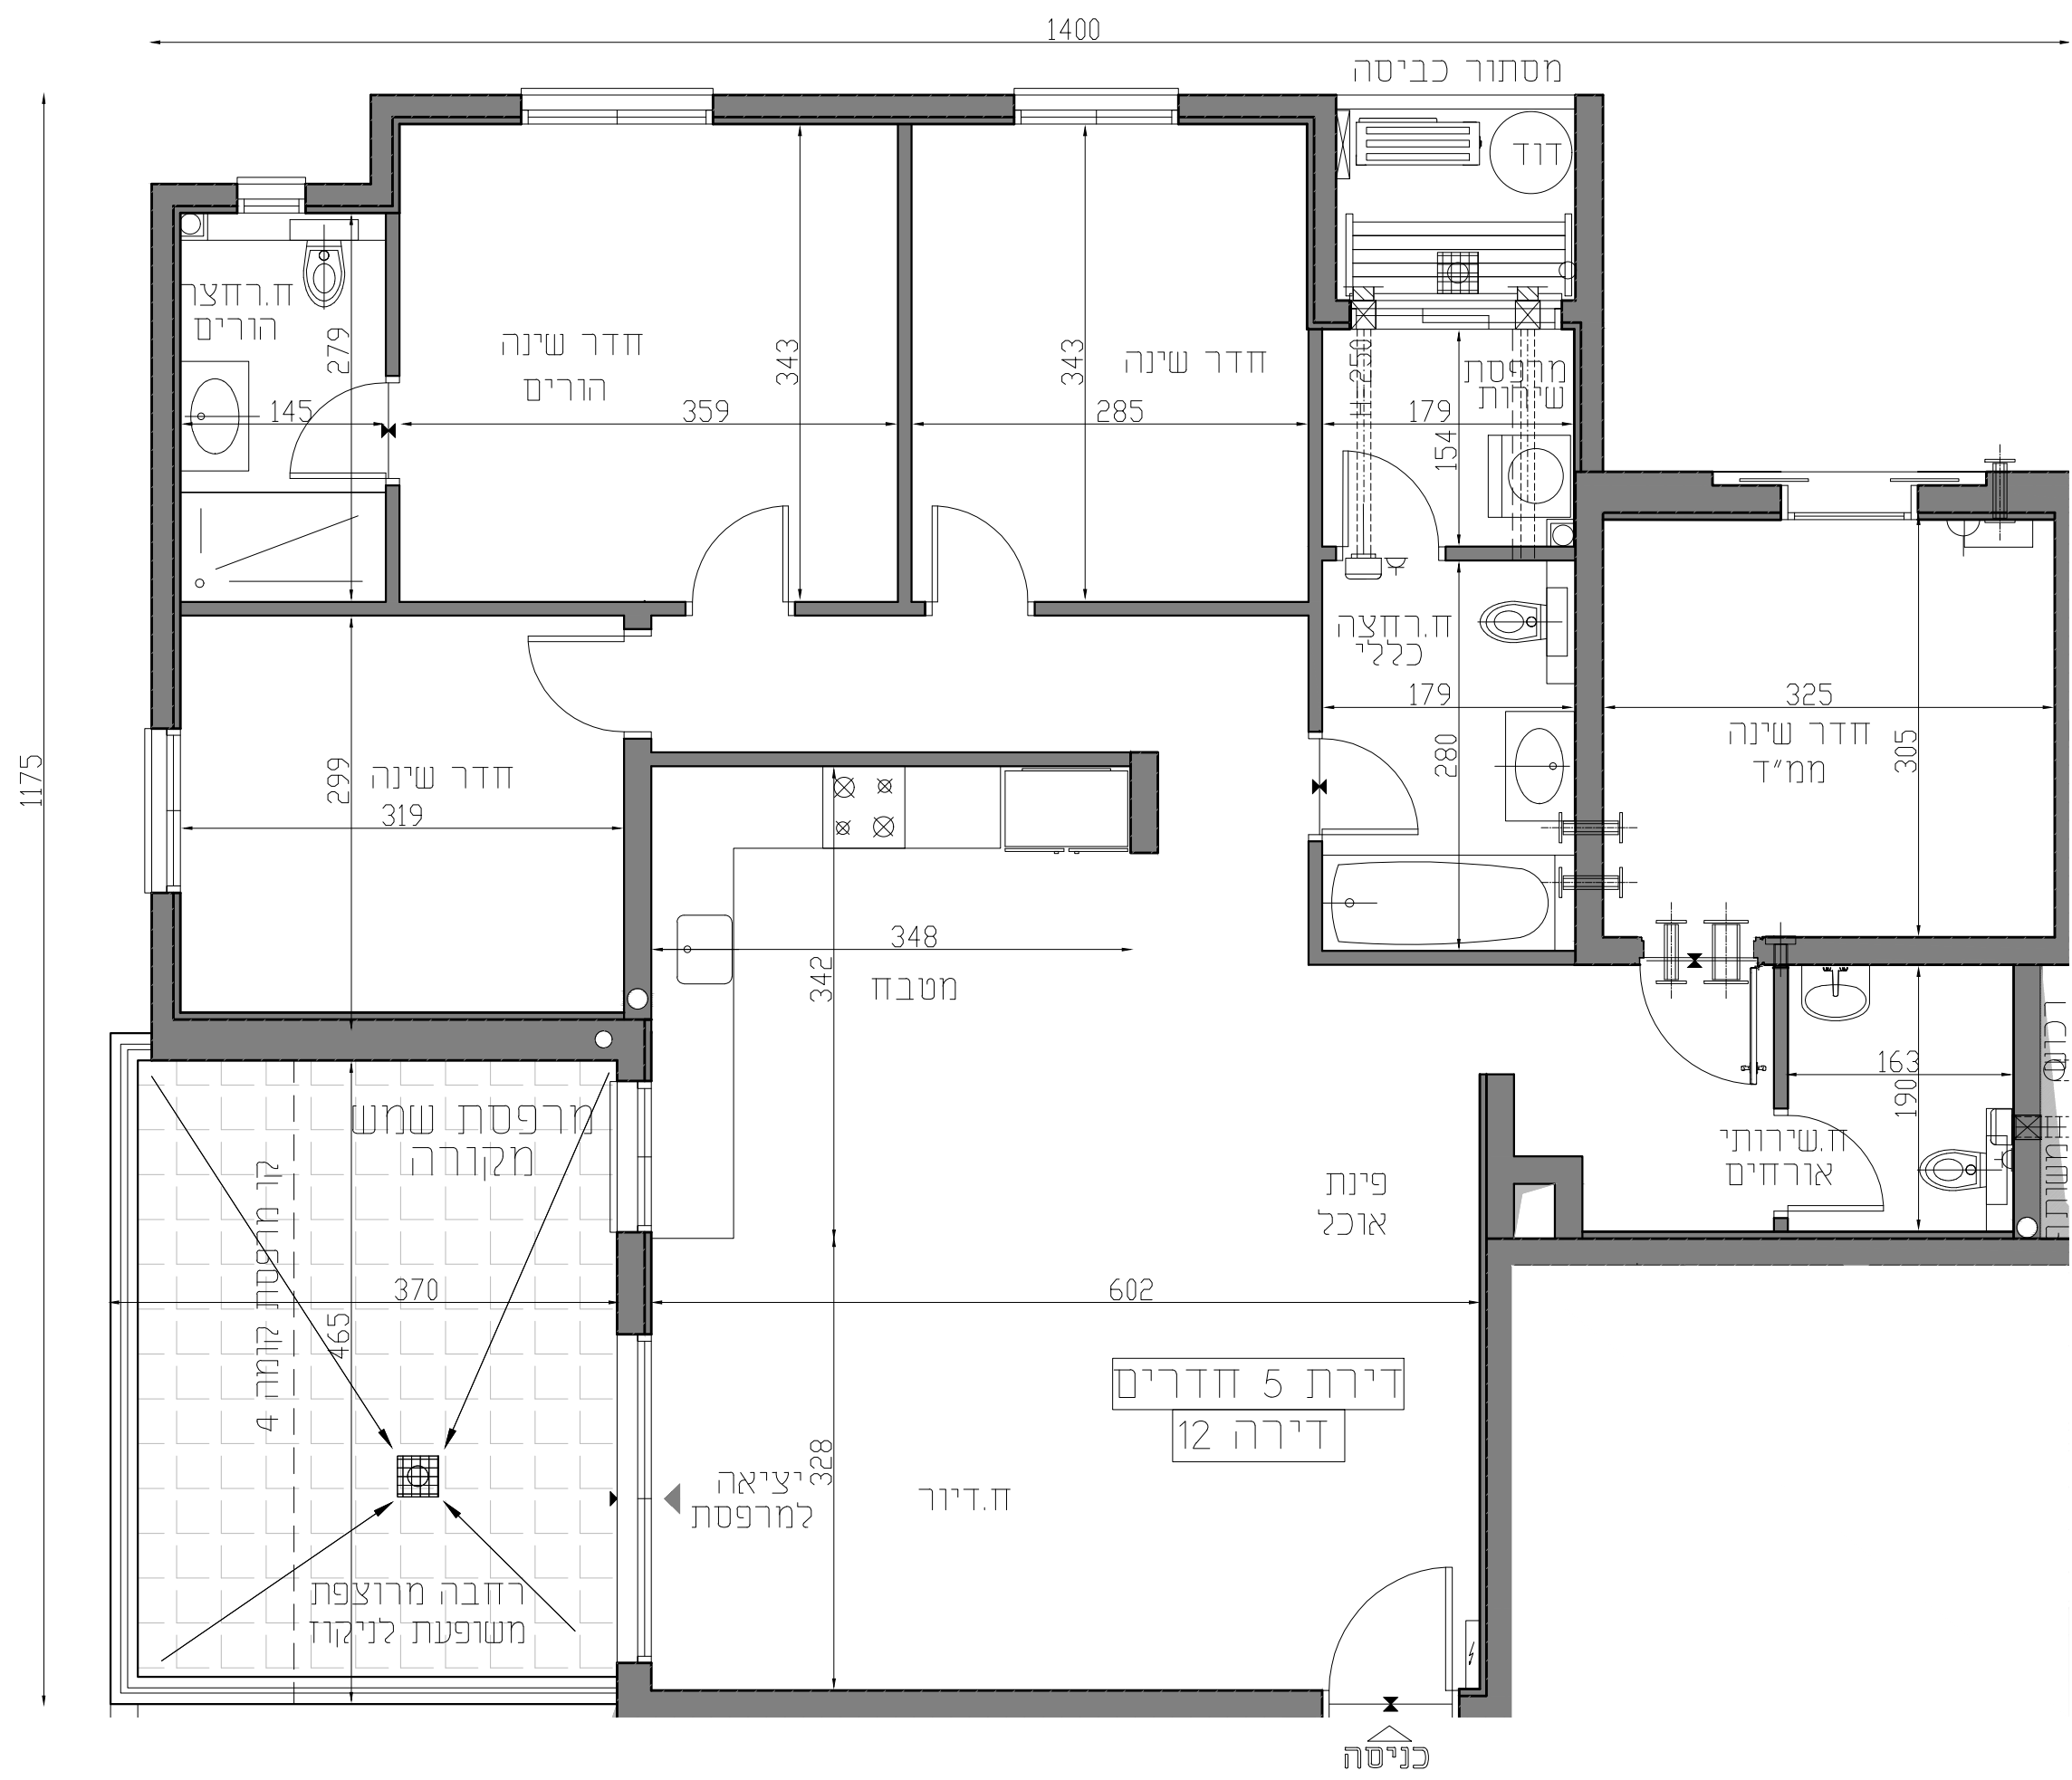 1400
מסתור כביסה
דוד
1175
ח.רחצה
הורים
279
145
חדר שינה
הורים
343
359
חדר שינה
343
285
H=250
מרפסת
שירות
179
154
ח.רחצה
כללי
179
280
325
חדר שינה
ממ"ד
305
חדר שינה
299
319
348
342
מטבח
163
190
ח.שירותי
אורחים
מרפסת שמש
מקורה
קו מרפסת קומה 4
370
465
פינת
אוכל
602
דירת 5 חדרים
דירה 12
328
יציאה
למרפסת
ח.דיור
רחבה מרוצפת
משופעת לניקוז
כניסה